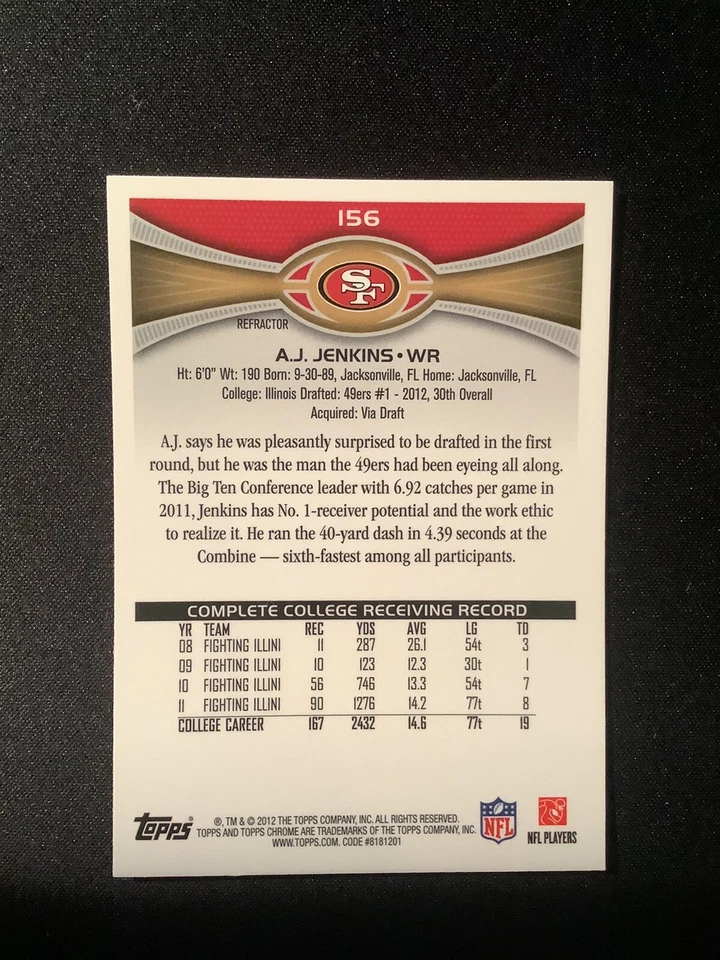 156
SF
REFRACTOR
A.J. JENKINS • WR
Ht: 6'0" Wt: 190 Born: 9-30-89, Jacksonville, FL Home: Jacksonville, FL
College: Illinois Drafted: 49ers #1 - 2012, 30th Overall
Acquired: Via Draft
A.J. says he was pleasantly surprised to be drafted in the first
round, but he was the man the 49ers had been eyeing all along.
The Big Ten Conference leader with 6.92 catches per game in
2011, Jenkins has No. 1-receiver potential and the work ethic
to realize it. He ran the 40-yard dash in 4.39 seconds at the
Combine — sixth-fastest among all participants.
COMPLETE COLLEGE RECEIVING RECORD
YR TEAM REC YDS AVG LG TD
08 FIGHTING ILLINI 11 287 26.1 54t 3
09 FIGHTING ILLINI 10 123 12.3 30t 1
10 FIGHTING ILLINI 56 746 13.3 54t 7
11 FIGHTING ILLINI 90 1276 14.2 77t 8
COLLEGE CAREER 167 2432 14.6 77t 19
Topps
®, TM & © 2012 THE TOPPS COMPANY, INC. ALL RIGHTS RESERVED.
TOPPS AND TOPPS CHROME ARE TRADEMARKS OF THE TOPPS COMPANY, INC.
WWW.TOPPS.COM. CODE #8181201
NFL
NFL PLAYERS